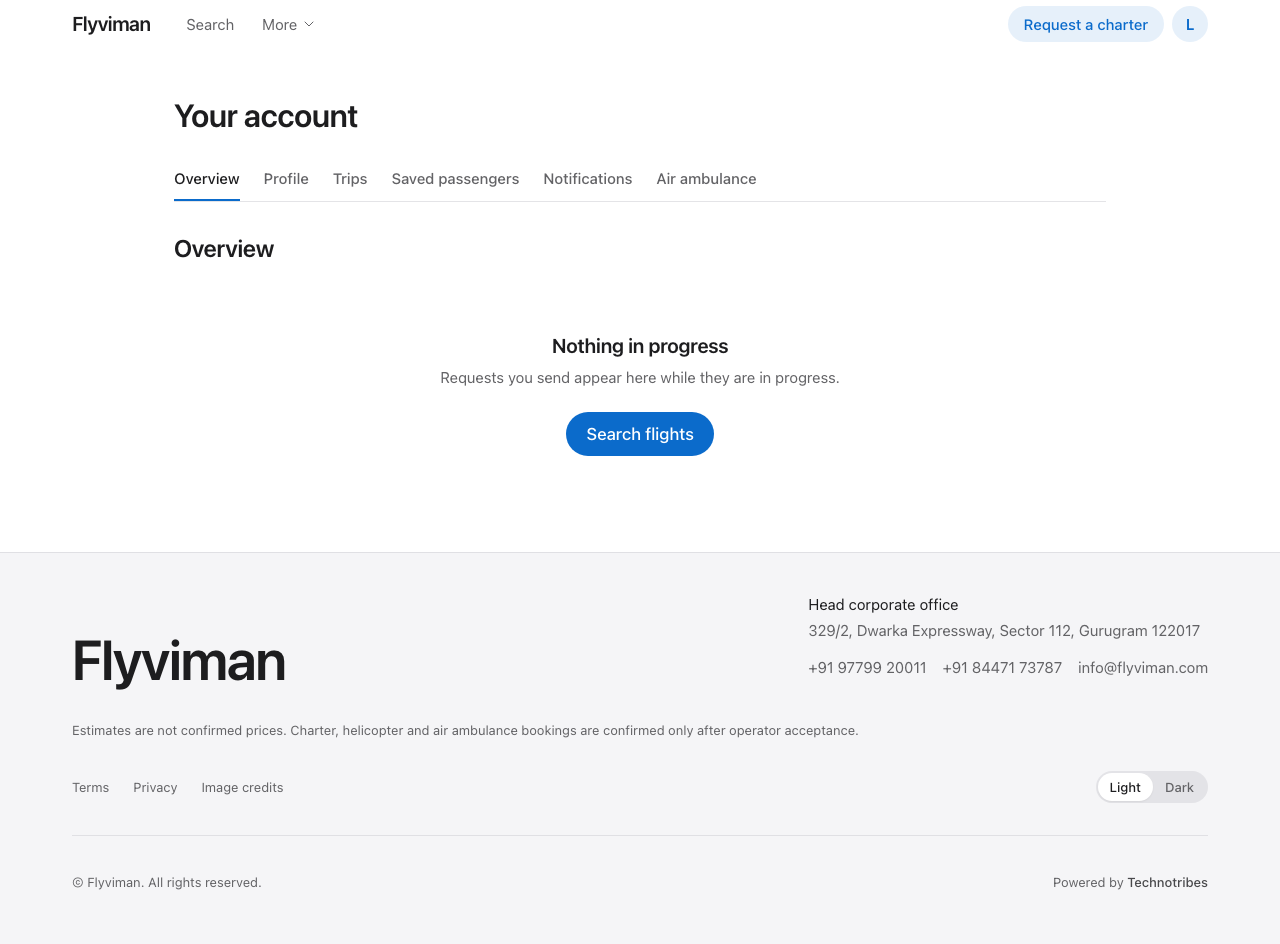 Flyviman
Search
More
Request a charter
L
Your account
Overview
Profile
Trips
Saved passengers
Notifications
Air ambulance
Overview
Nothing in progress
Requests you send appear here while they are in progress.
Search flights
Flyviman
Head corporate office
329/2, Dwarka Expressway, Sector 112, Gurugram 122017
+91 97799 20011
+91 84471 73787
info@flyviman.com
Estimates are not confirmed prices. Charter, helicopter and air ambulance bookings are confirmed only after operator acceptance.
Terms
Privacy
Image credits
Light
Dark
© Flyviman. All rights reserved.
Powered by Technotribes